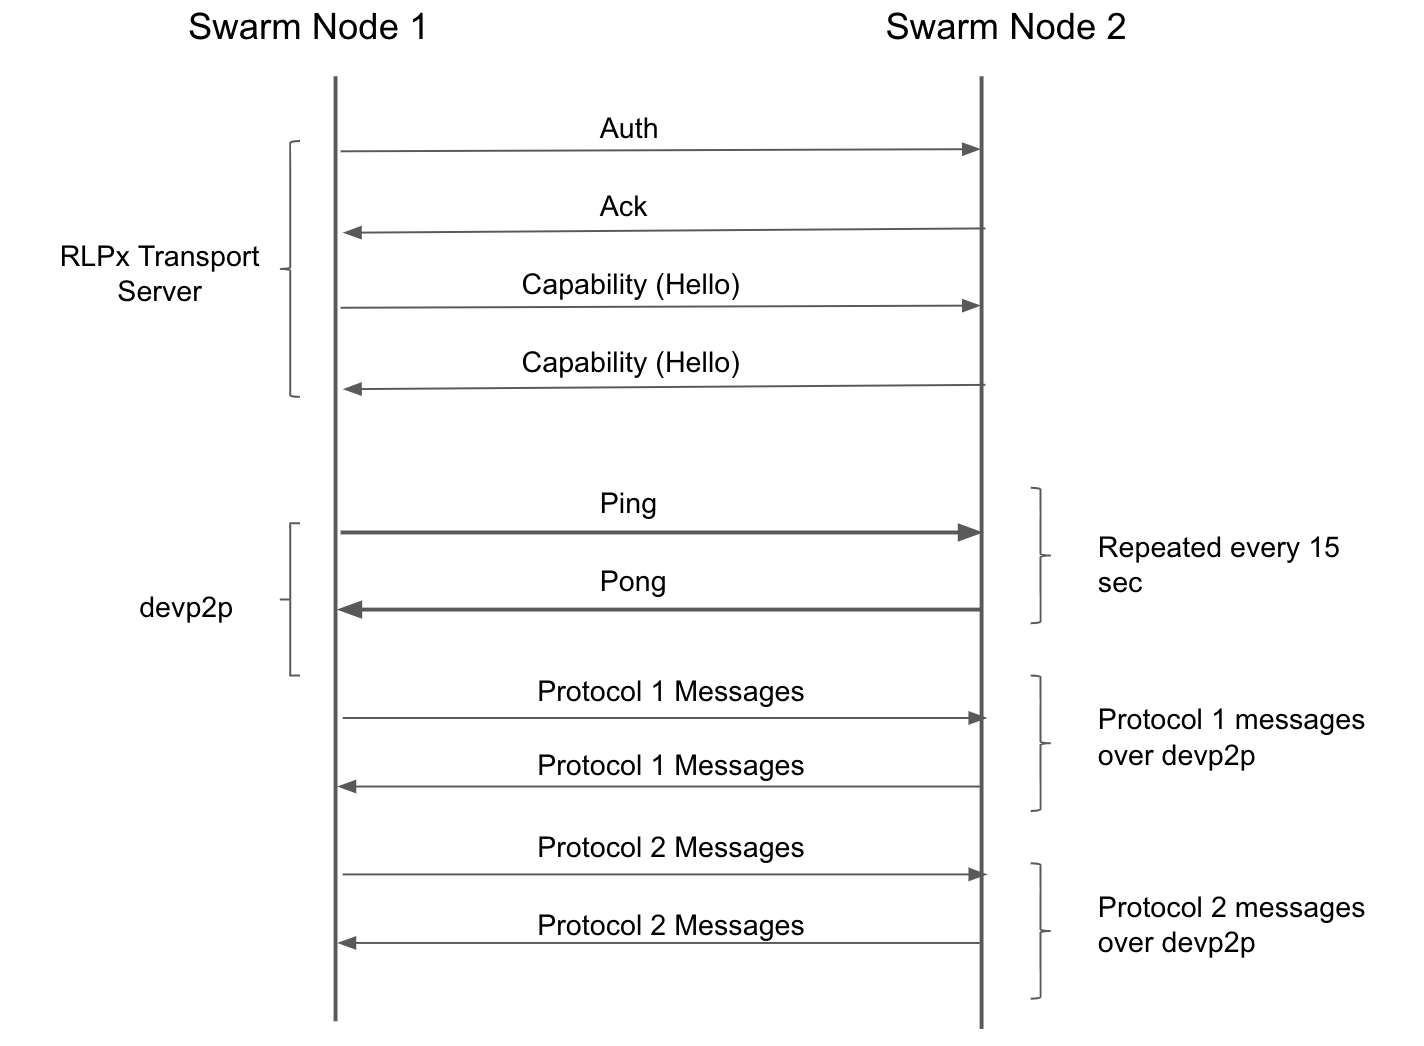 Swarm Node 1
Swarm Node 2
Auth
Ack
RLPx Transport
Server
Capability (Hello)
Capability (Hello)
Ping
Repeated every 15
sec
Pong
devp2p
Protocol 1 Messages
Protocol 1 messages
over devp2p
Protocol 1 Messages
Protocol 2 Messages
Protocol 2 messages
over devp2p
Protocol 2 Messages